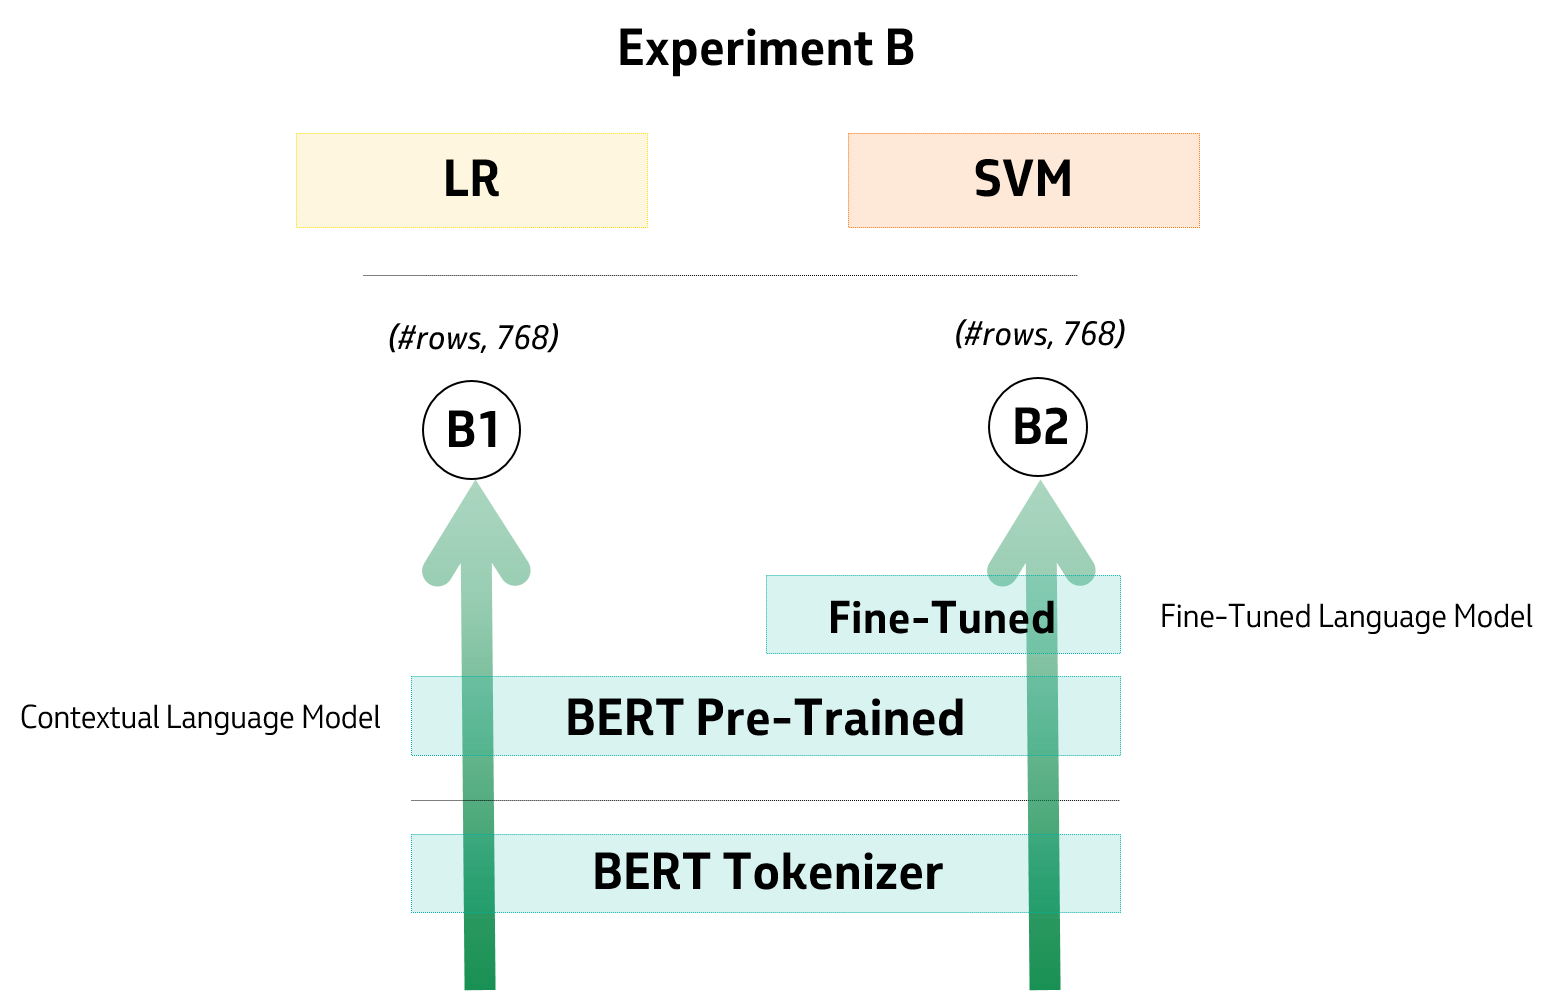 Experiment B
LR
SVM
(#rows, 768)
(#rows, 768)
B1
B2
Fine-Tuned
Fine-Tuned Language Model
Contextual Language Model
BERT Pre-Trained
BERT Tokenizer